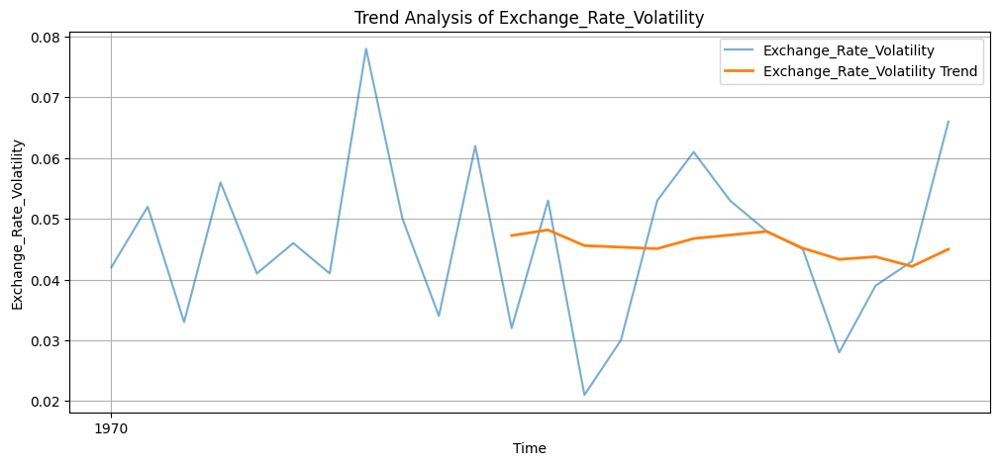 Trend Analysis of Exchange_Rate_Volatility
Exchange_Rate_Volatility
Exchange_Rate_Volatility Trend
Exchange_Rate_Volatility
0.08
0.07
0.06
0.05
0.04
0.03
0.02
1970
Time